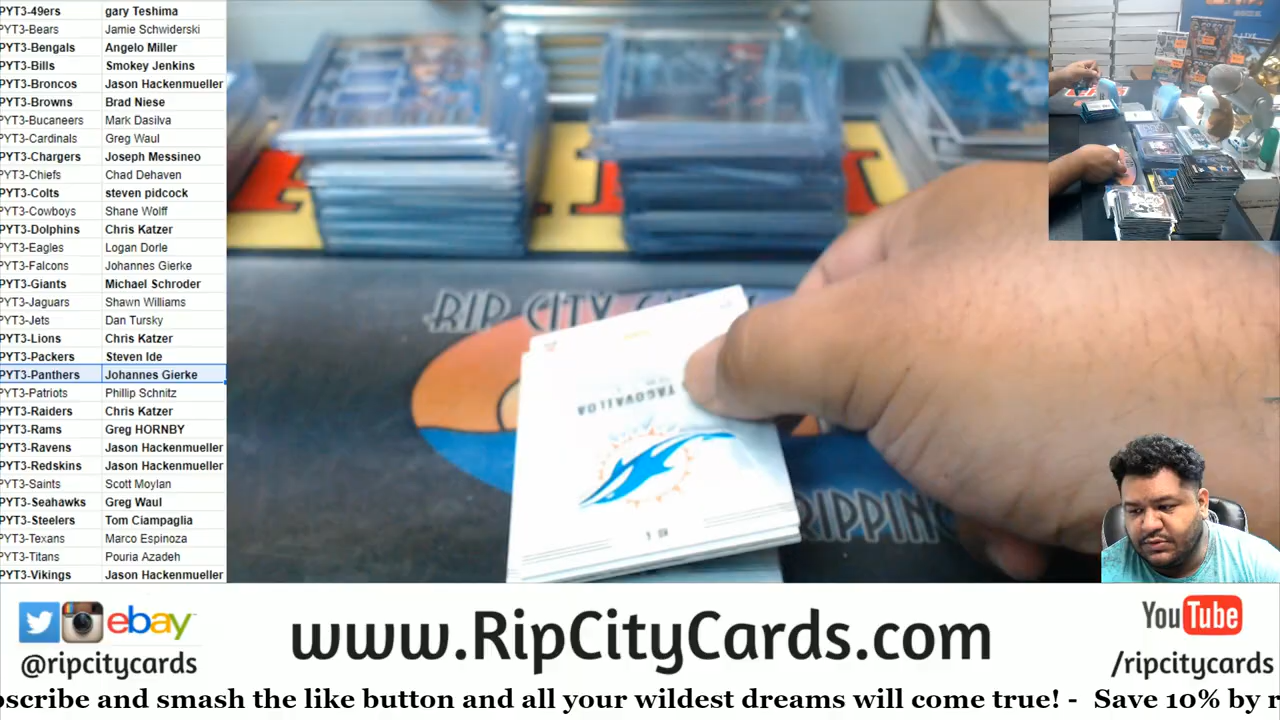 PYT3-49ers gary Teshima
PYT3-Bears Jamie Schwiderski
PYT3-Bengals Angelo Miller
PYT3-Bills Smokey Jenkins
PYT3-Broncos Jason Hackenmueller
PYT3-Browns Brad Niese
PYT3-Bucaneers Mark Dasilva
PYT3-Cardinals Greg Waul
PYT3-Chargers Joseph Messineo
PYT3-Chiefs Chad Dehaven
PYT3-Colts steven pidcock
PYT3-Cowboys Shane Wolff
PYT3-Dolphins Chris Katzer
PYT3-Eagles Logan Dorle
PYT3-Falcons Johannes Gierke
PYT3-Giants Michael Schroder
PYT3-Jaguars Shawn Williams
PYT3-Jets Dan Tursky
PYT3-Lions Chris Katzer
PYT3-Packers Steven Ide
PYT3-Panthers Johannes Gierke
PYT3-Patriots Phillip Schnitz
PYT3-Raiders Chris Katzer
PYT3-Rams Greg HORNBY
PYT3-Ravens Jason Hackenmueller
PYT3-Redskins Jason Hackenmueller
PYT3-Saints Scott Moylan
PYT3-Seahawks Greg Waul
PYT3-Steelers Tom Ciampaglia
PYT3-Texans Marco Espinoza
PYT3-Titans Pouria Azadeh
PYT3-Vikings Jason Hackenmueller
RIP CITY
TAGOVAILOA
RIPPIN
ebay
@ripcitycards
www.RipCityCards.com
YouTube
/ripcitycards
bscribe and smash the like button and all your wildest dreams will come true! - Save 10% by